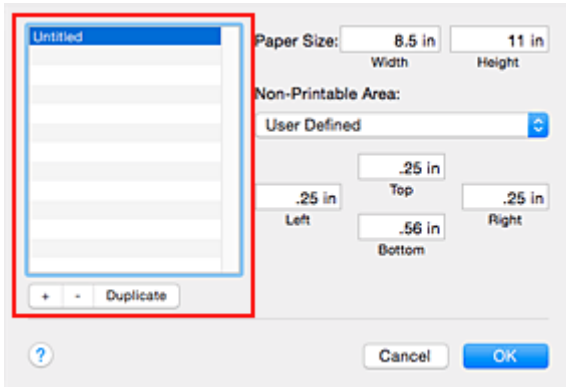 Untitled
Paper Size: 8.5 in 11 in
Width Height
Non-Printable Area:
User Defined
.25 in
Top
.25 in .25 in
Left Right
.56 in
Bottom
+ - Duplicate
? Cancel OK